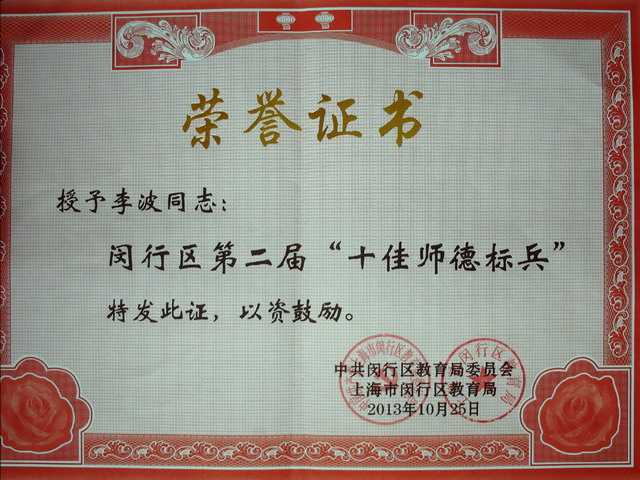 荣誉证书
授予李波同志：
闵行区第二届“十佳师德标兵”
特发此证，以资鼓励。
中共闵行区教育局委员会
上海市闵行区教育局
2013年10月25日